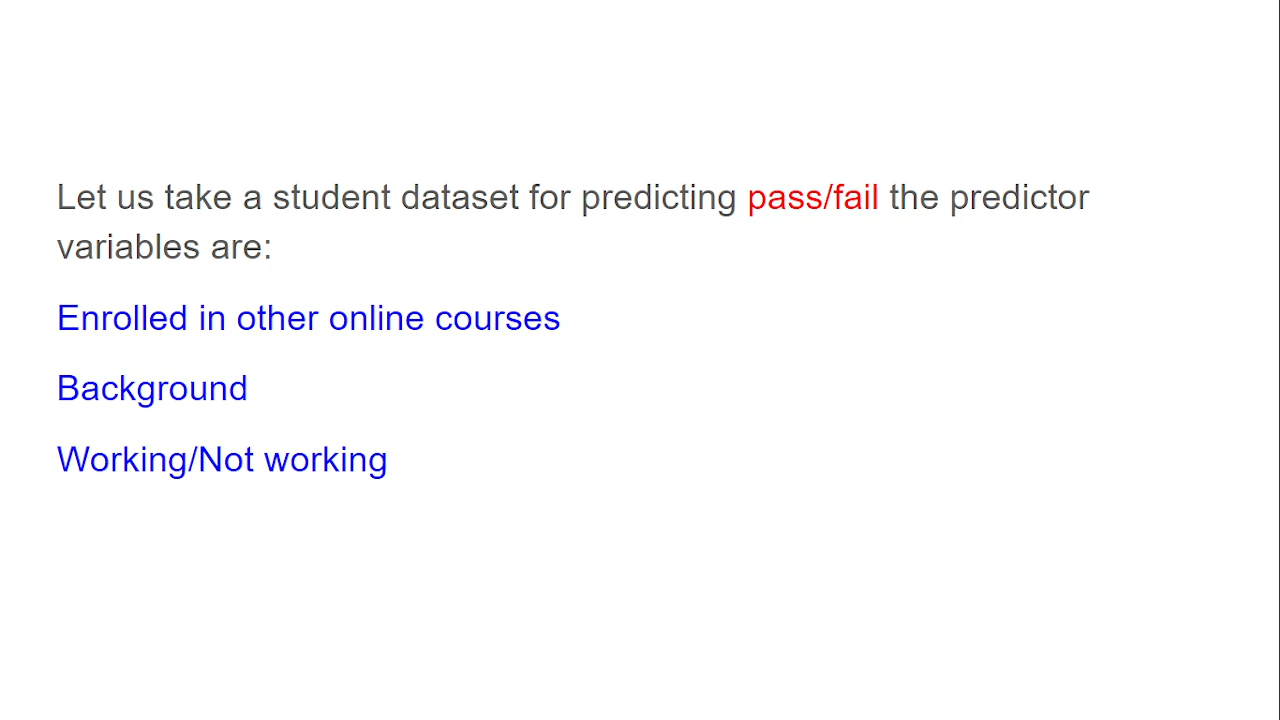 Let us take a student dataset for predicting pass/fail the predictor
variables are:
Enrolled in other online courses
Background
Working/Not working